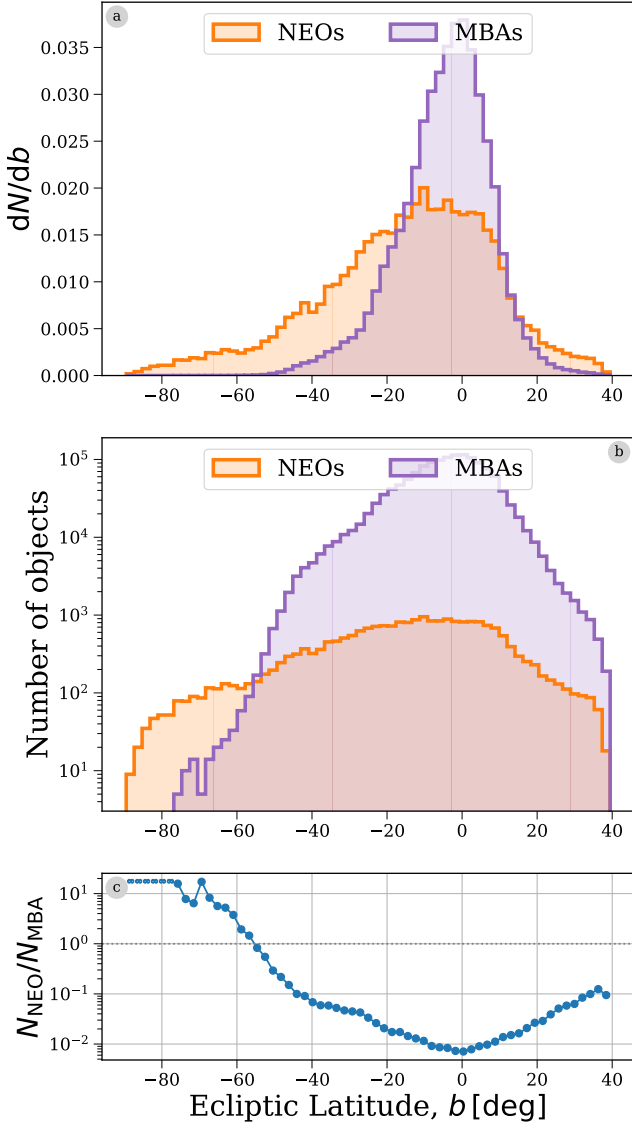 a
NEOs MBAs
dN/db
0.035
0.030
0.025
0.020
0.015
0.010
0.005
0.000
−80 −60 −40 −20 0 20 40
b
NEOs MBAs
Number of objects
10⁵
10⁴
10³
10²
10¹
−80 −60 −40 −20 0 20 40
c
N_NEO/N_MBA
10¹
10⁰
10⁻¹
10⁻²
−80 −60 −40 −20 0 20 40
Ecliptic Latitude, b [deg]